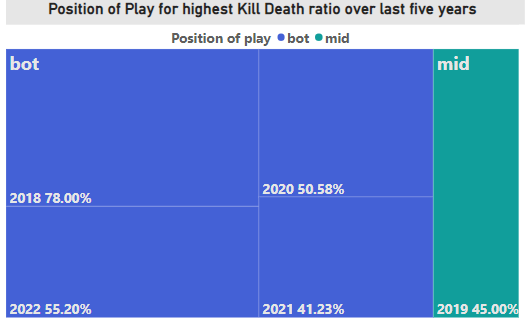 Position of Play for highest Kill Death ratio over last five years
Position of play bot mid
bot
mid
2018 78.00%
2020 50.58%
2022 55.20%
2021 41.23%
2019 45.00%